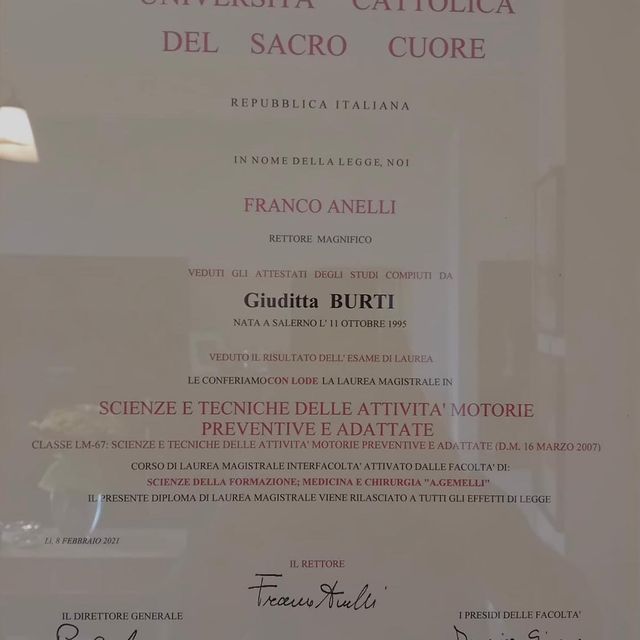 UNIVERSITÀ CATTOLICA
DEL SACRO CUORE
REPUBBLICA ITALIANA
IN NOME DELLA LEGGE, NOI
FRANCO ANELLI
RETTORE MAGNIFICO
VEDUTI GLI ATTESTATI DEGLI STUDI COMPIUTI DA
Giuditta BURTI
NATA A SALERNO L' 11 OTTOBRE 1995
VEDUTO IL RISULTATO DELL' ESAME DI LAUREA
LE CONFERIAMO CON LODE LA LAUREA MAGISTRALE IN
SCIENZE E TECNICHE DELLE ATTIVITA' MOTORIE
PREVENTIVE E ADATTATE
CLASSE LM-67: SCIENZE E TECNICHE DELLE ATTIVITA' MOTORIE PREVENTIVE E ADATTATE (D.M. 16 MARZO 2007)
CORSO DI LAUREA MAGISTRALE INTERFACOLTA' ATTIVATO DALLE FACOLTA' DI:
SCIENZE DELLA FORMAZIONE; MEDICINA E CHIRURGIA "A.GEMELLI"
IL PRESENTE DIPLOMA DI LAUREA MAGISTRALE VIENE RILASCIATO A TUTTI GLI EFFETTI DI LEGGE
Lì, 8 FEBBRAIO 2021
IL RETTORE
Franco Anelli
IL DIRETTORE GENERALE
I PRESIDI DELLE FACOLTA'